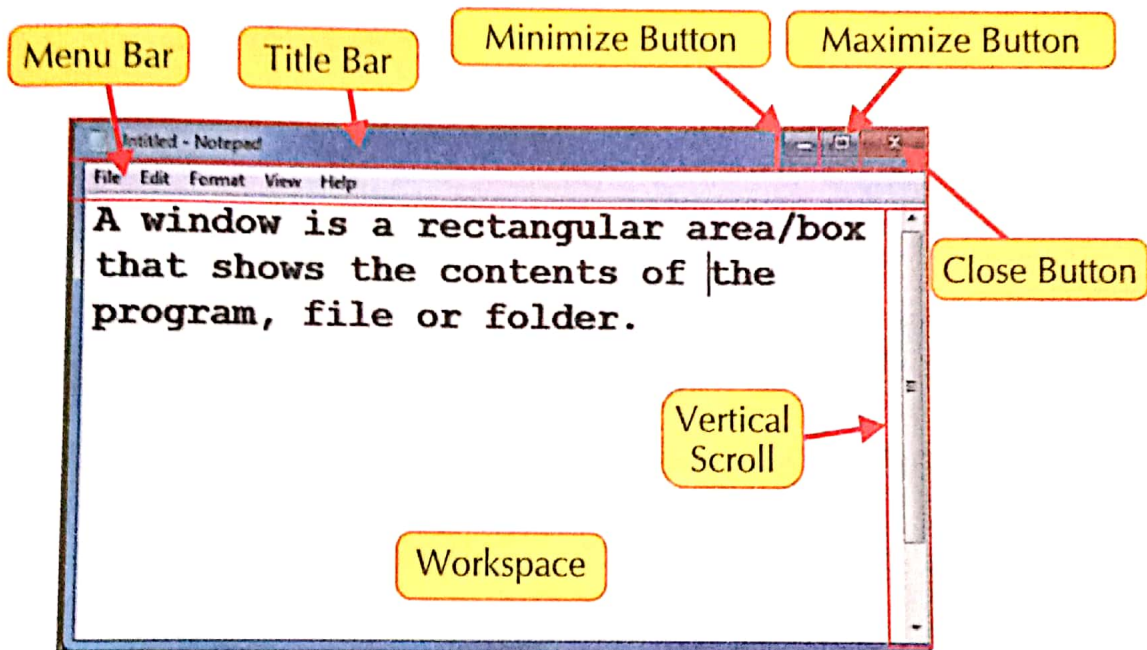 Menu Bar
Title Bar
Minimize Button
Maximize Button
Untitled - Notepad
File Edit Format View Help
A window is a rectangular area/box
that shows the contents of the
program, file or folder.
Close Button
Vertical
Scroll
Workspace